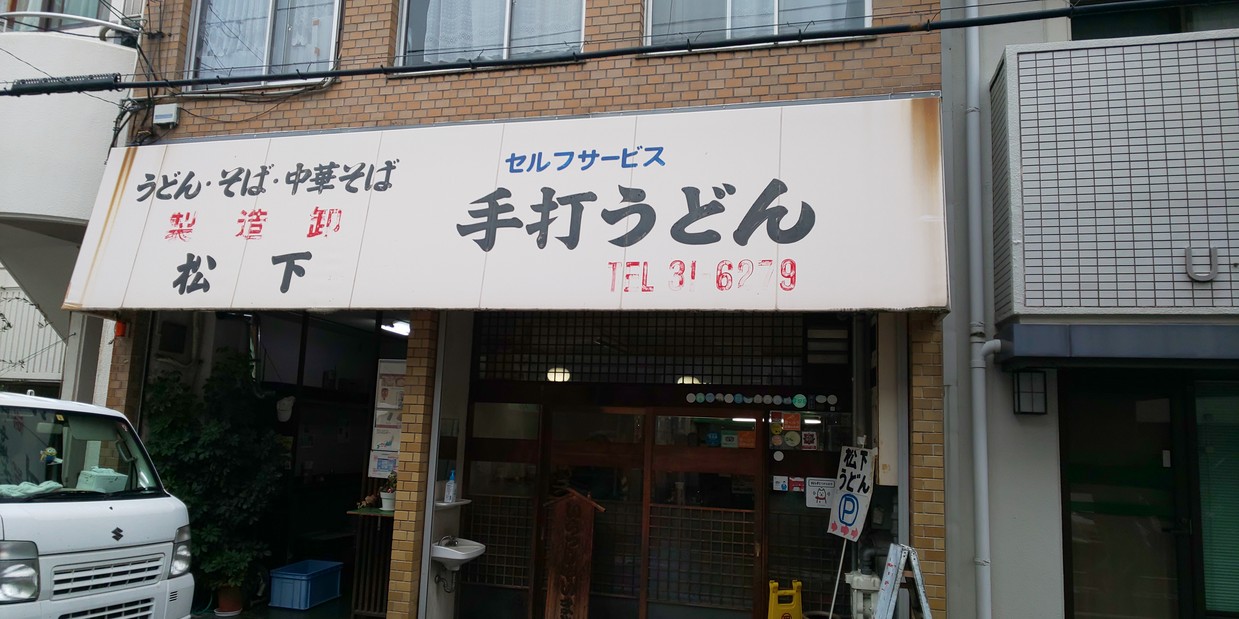 うどん・そば・中華そば
製造卸
松下
セルフサービス
手打うどん
TEL 31-6279
松下
うどん
P